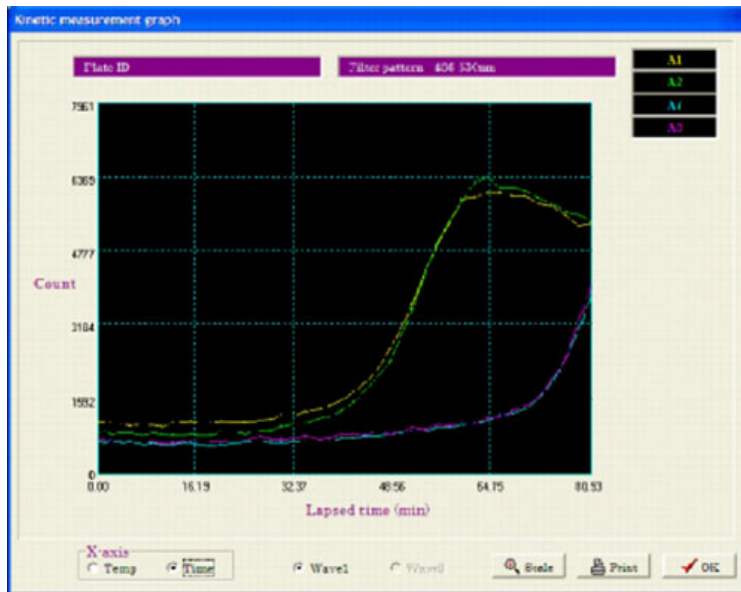 Kinetic measurement graph
Plate ID
Filter pattern
A1
A2
7961
6369
4777
3184
1592
0
Count
0.00 16.19 32.37 48.56 64.75 80.93
Lapsed time (min)
X-axis
Temp Time Wave1 Scale Print OK